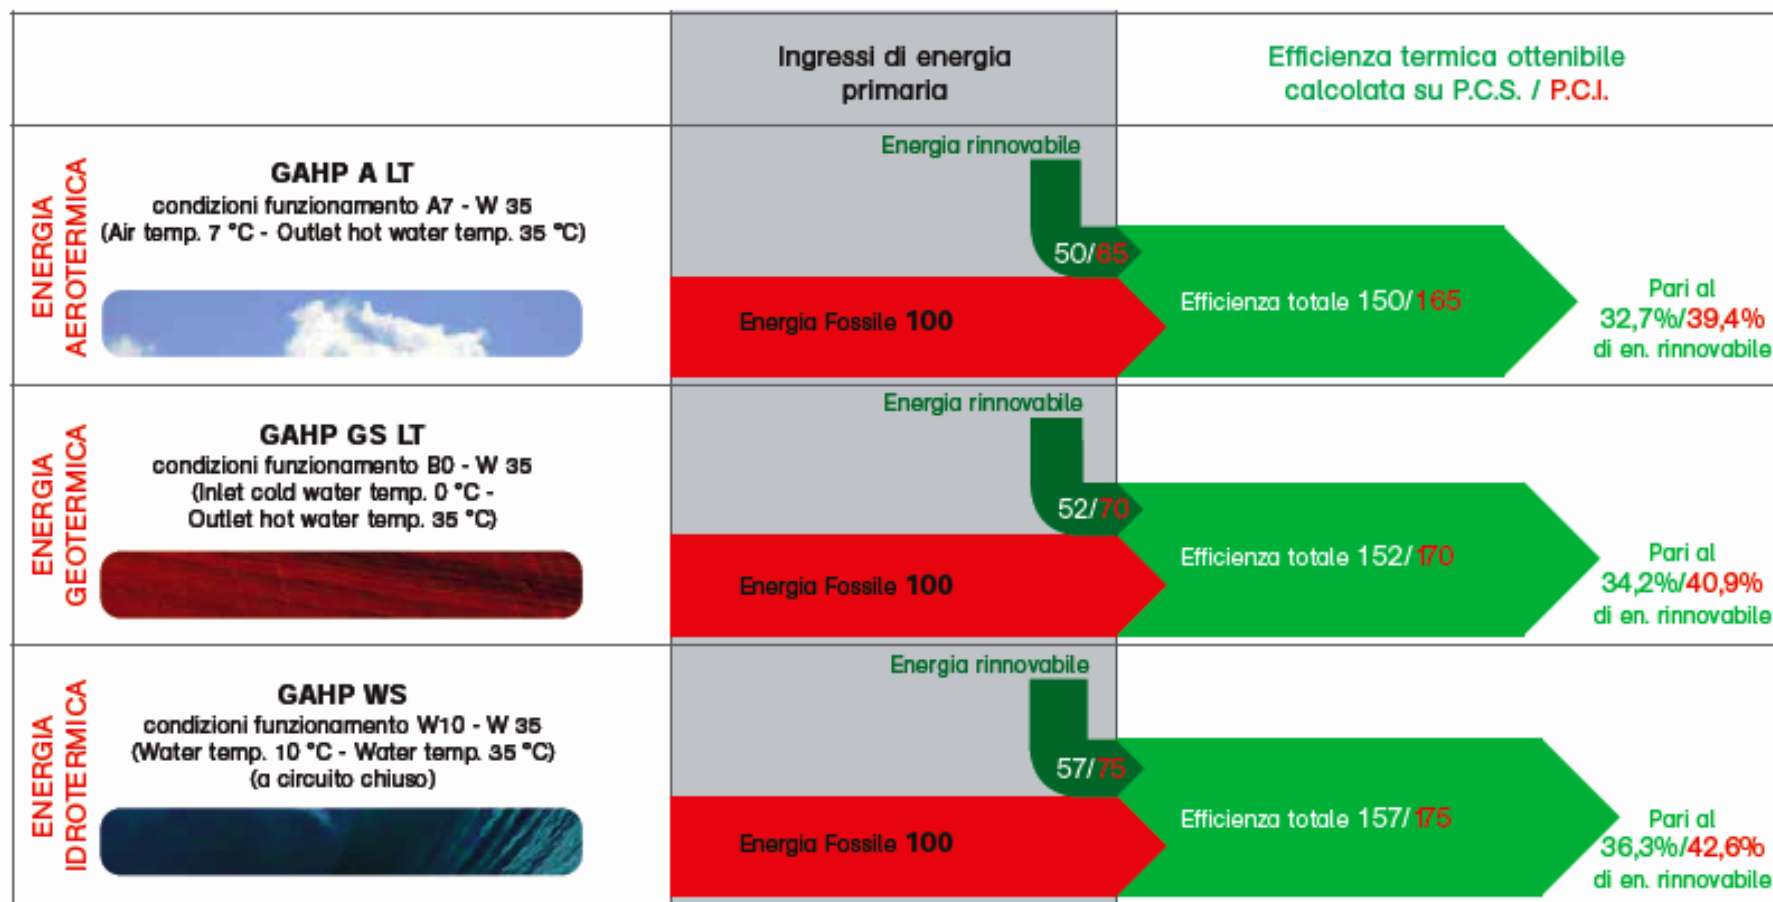 Ingressi di energia
primaria
Efficienza termica ottenibile
calcolata su P.C.S. / P.C.I.
ENERGIA
AEROTERMICA
GAHP A LT
condizioni funzionamento A7 - W 35
(Air temp. 7 °C - Outlet hot water temp. 35 °C)
Energia rinnovabile
50/65
Energia Fossile 100
Efficienza totale 150/165
Pari al
32,7%/39,4%
di en. rinnovabile
ENERGIA
GEOTERMICA
GAHP GS LT
condizioni funzionamento B0 - W 35
(Inlet cold water temp. 0 °C -
Outlet hot water temp. 35 °C)
Energia rinnovabile
52/70
Energia Fossile 100
Efficienza totale 152/170
Pari al
34,2%/40,9%
di en. rinnovabile
ENERGIA
IDROTERMICA
GAHP WS
condizioni funzionamento W10 - W 35
(Water temp. 10 °C - Water temp. 35 °C)
(a circuito chiuso)
Energia rinnovabile
57/75
Energia Fossile 100
Efficienza totale 157/175
Pari al
36,3%/42,6%
di en. rinnovabile